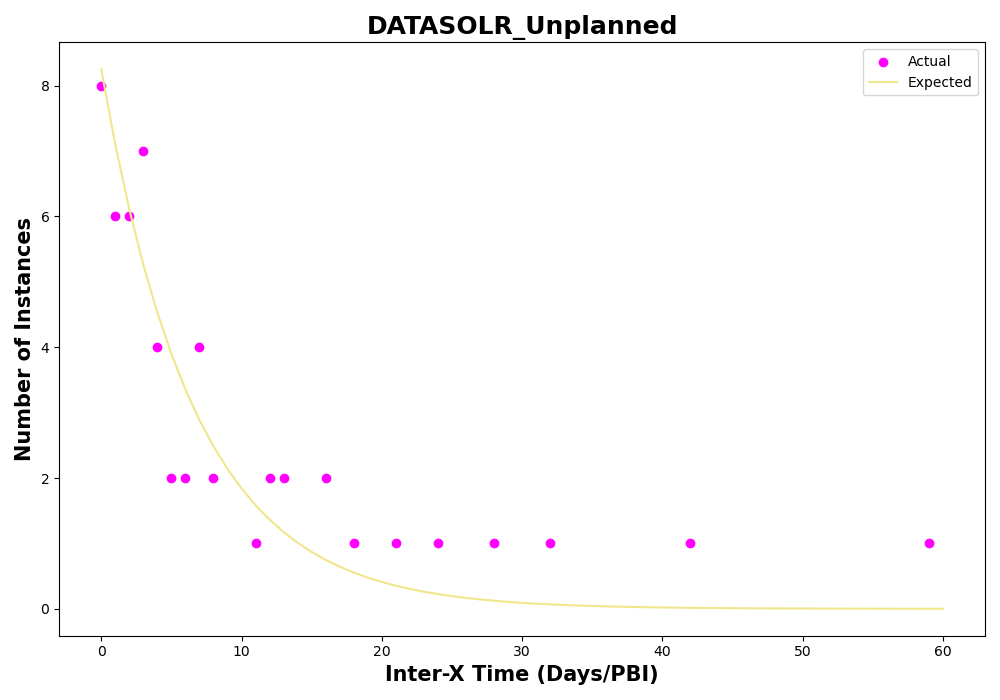 DATASOLR_Unplanned
Actual
Expected
Number of Instances
8
6
4
2
0
0 10 20 30 40 50 60
Inter-X Time (Days/PBI)